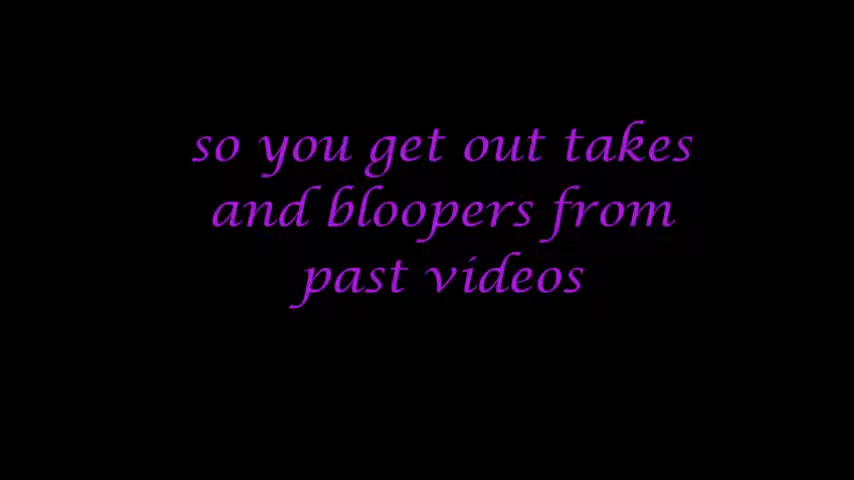 so you get out takes
and bloopers from
past videos